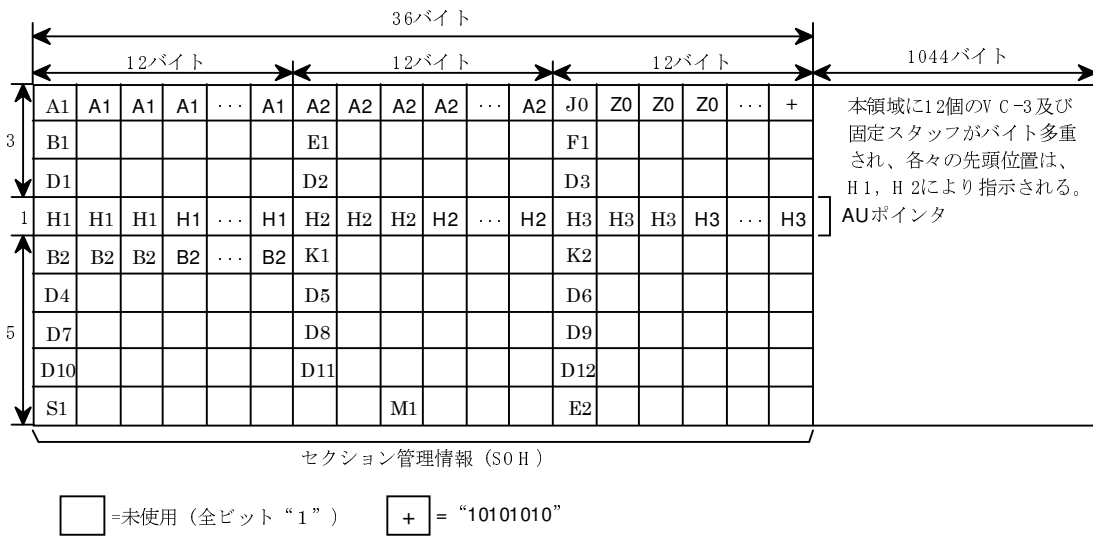 36バイト
12バイト 12バイト 12バイト 1044バイト
A1 A1 A1 A1 ··· A1 A2 A2 A2 A2 ··· A2 J0 Z0 Z0 Z0 ··· +
3 B1 E1 F1
D1 D2 D3
1 H1 H1 H1 H1 ··· H1 H2 H2 H2 H2 ··· H2 H3 H3 H3 H3 ··· H3
B2 B2 B2 B2 ··· B2 K1 K2
D4 D5 D6
5 D7 D8 D9
D10 D11 D12
S1 M1 E2
本領域に12個のVC-3及び
固定スタッフがバイト多重
され、各々の先頭位置は、
H1, H2により指示される。
AUポインタ
セクション管理情報（SOH）
=未使用（全ビット“1”）
+ = “10101010”